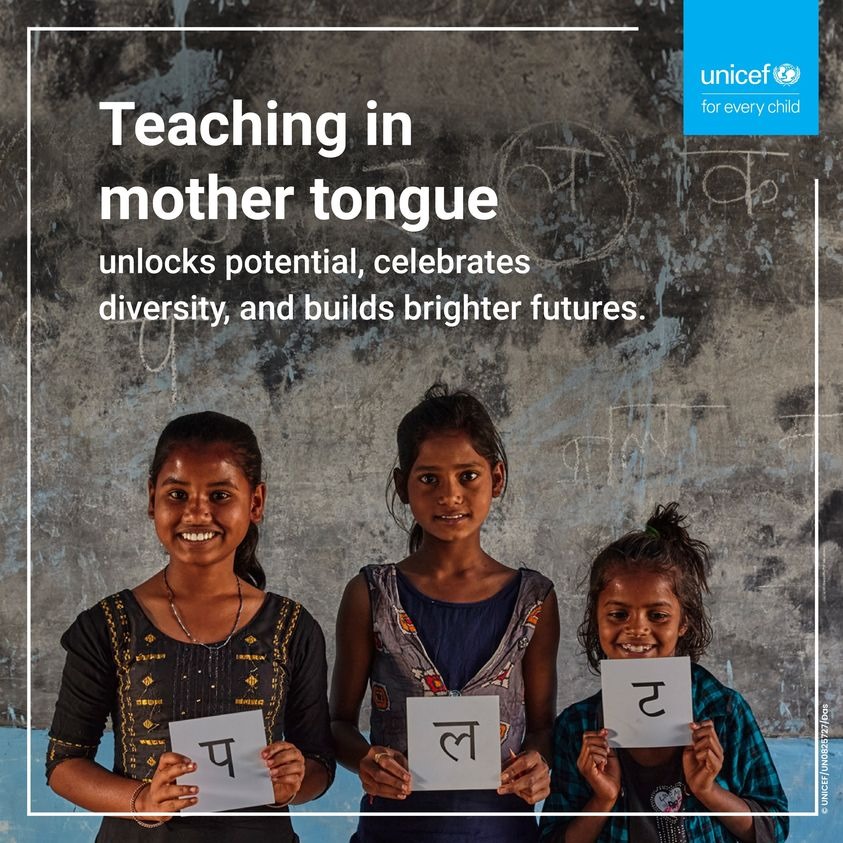 unicef
for every child
Teaching in
mother tongue
unlocks potential, celebrates
diversity, and builds brighter futures.
ल
क
प
प
ल
ट
© UNICEF/UN0825727/Das